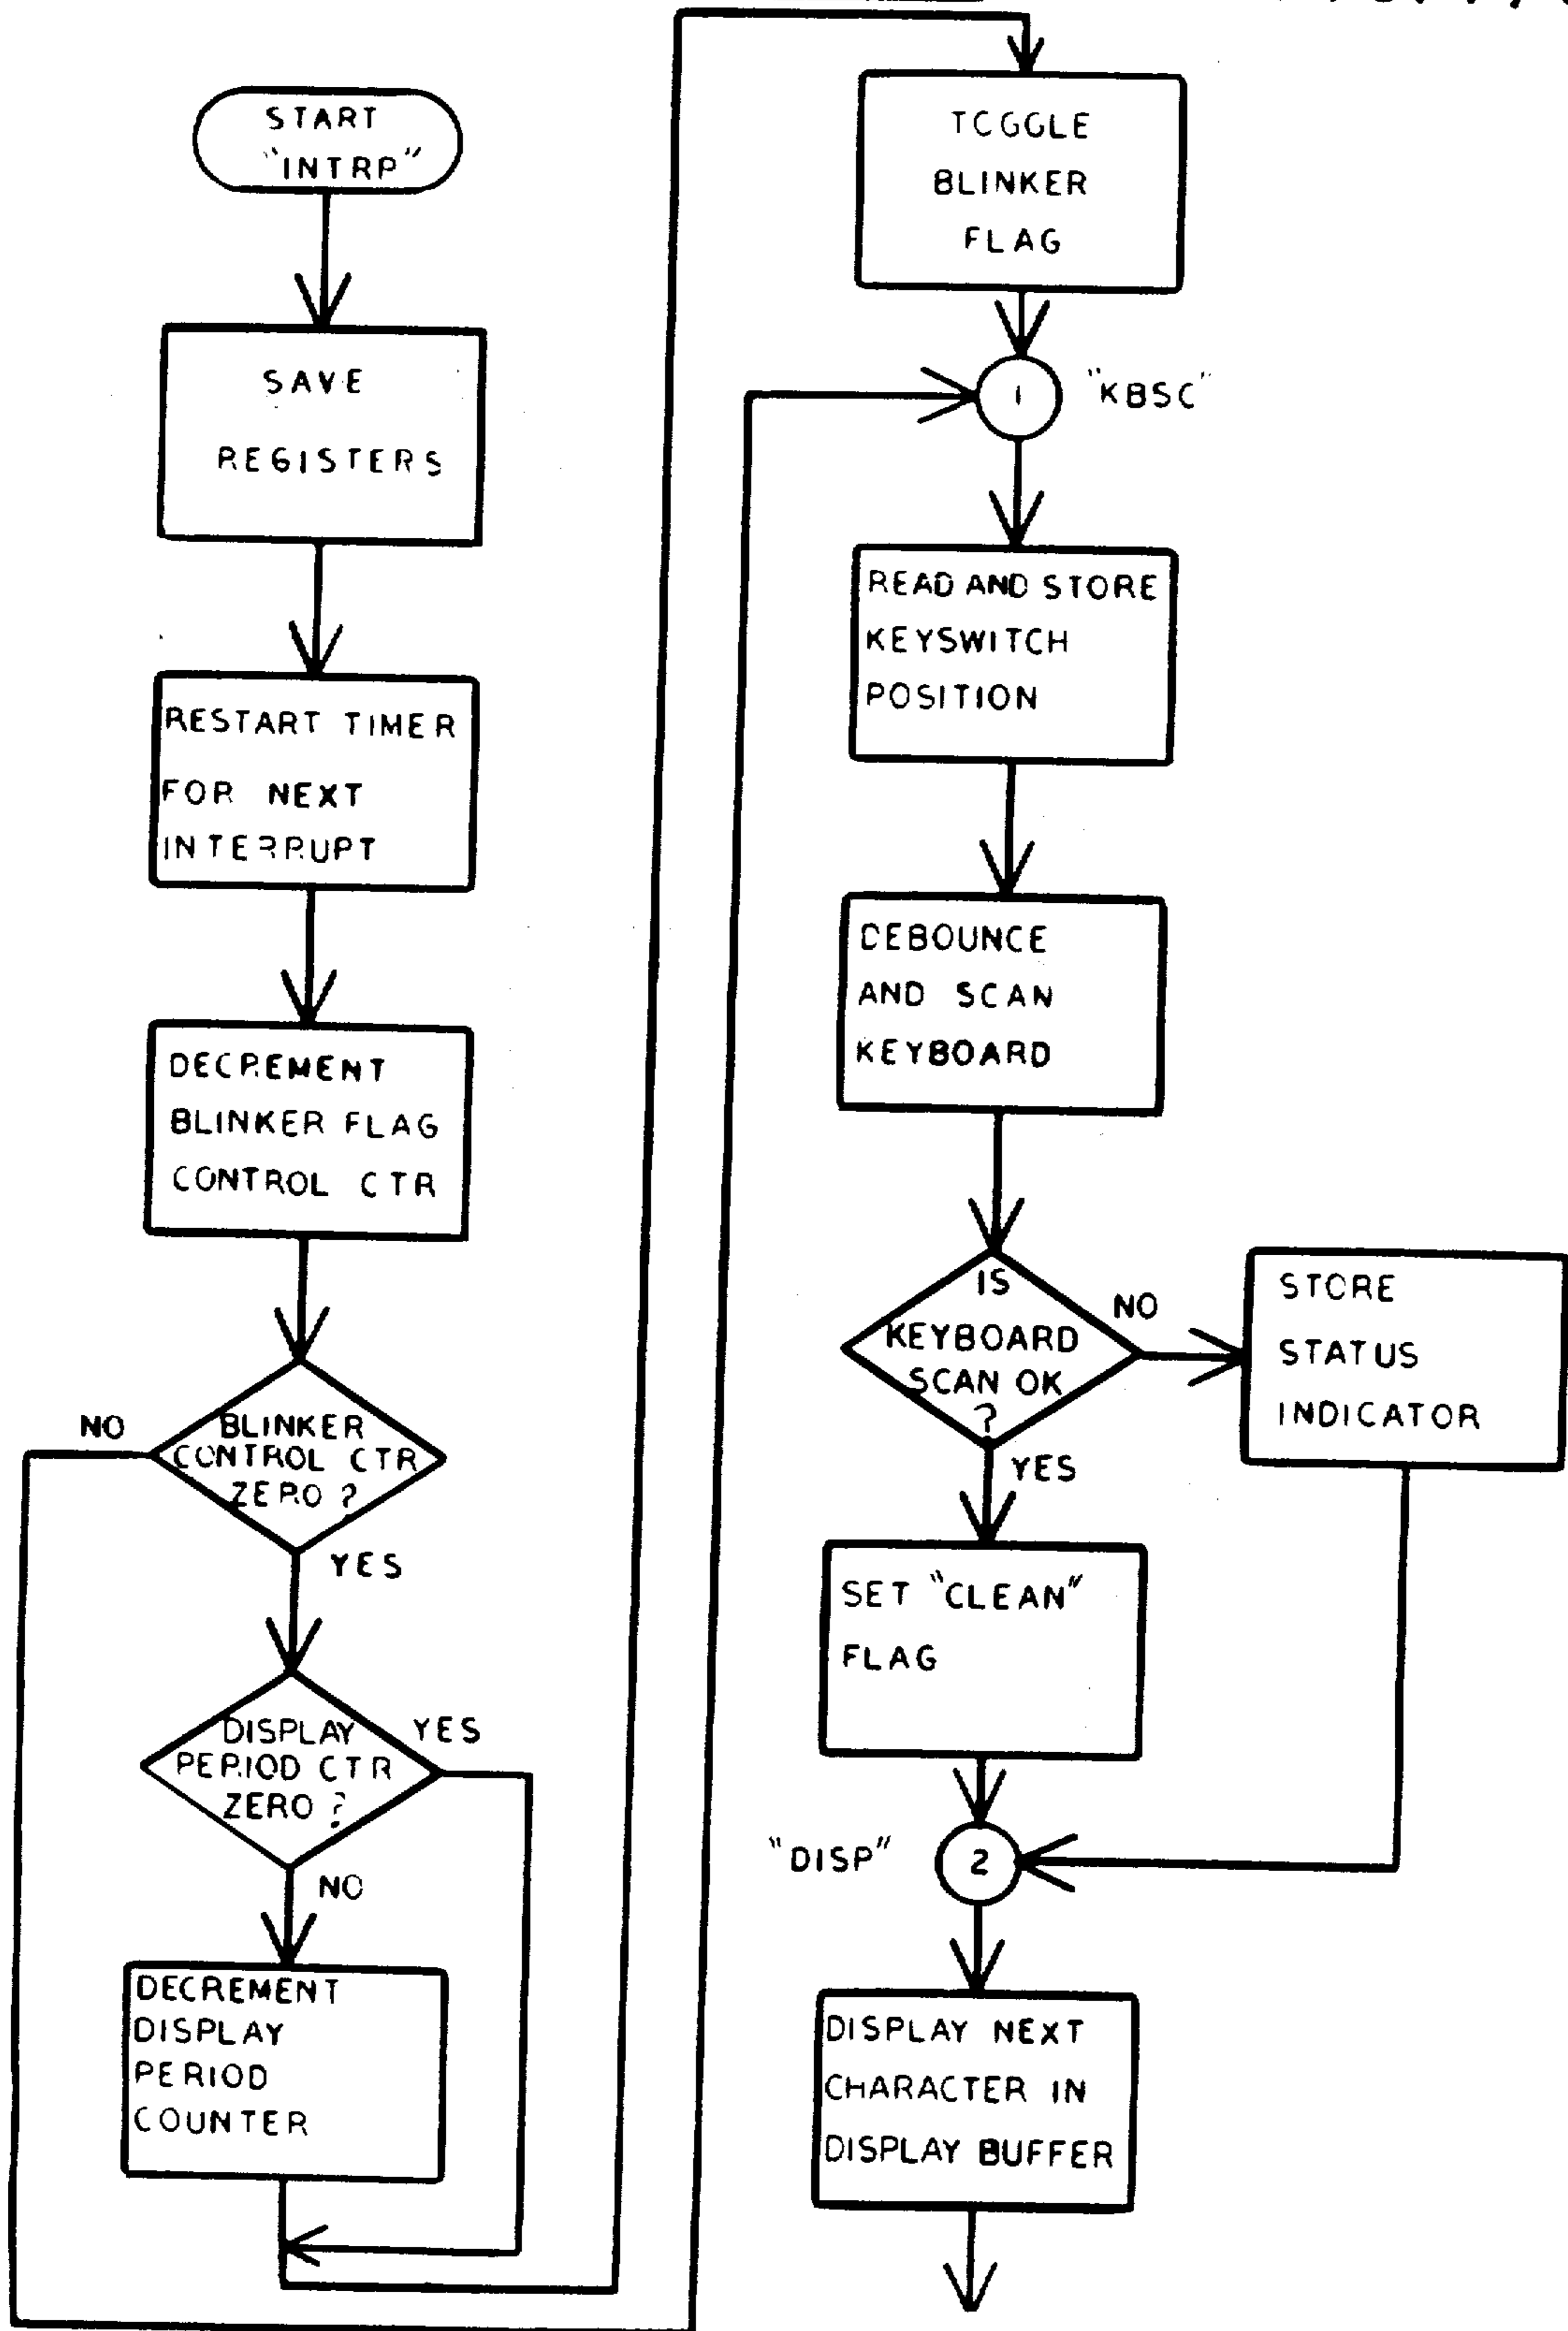 START
"INTRP"
SAVE
REGISTERS
RESTART TIMER
FOR NEXT
INTERRUPT
DECREMENT
BLINKER FLAG
CONTROL CTR
NO
BLINKER
CONTROL CTR
ZERO ?
YES
DISPLAY
PERIOD CTR
ZERO ?
YES
NO
DECREMENT
DISPLAY
PERIOD
COUNTER
TOGGLE
BLINKER
FLAG
1
"KBSC"
READ AND STORE
KEYSWITCH
POSITION
DEBOUNCE
AND SCAN
KEYBOARD
IS
KEYBOARD
SCAN OK
?
NO
YES
STORE
STATUS
INDICATOR
SET "CLEAN"
FLAG
"DISP"
2
DISPLAY NEXT
CHARACTER IN
DISPLAY BUFFER